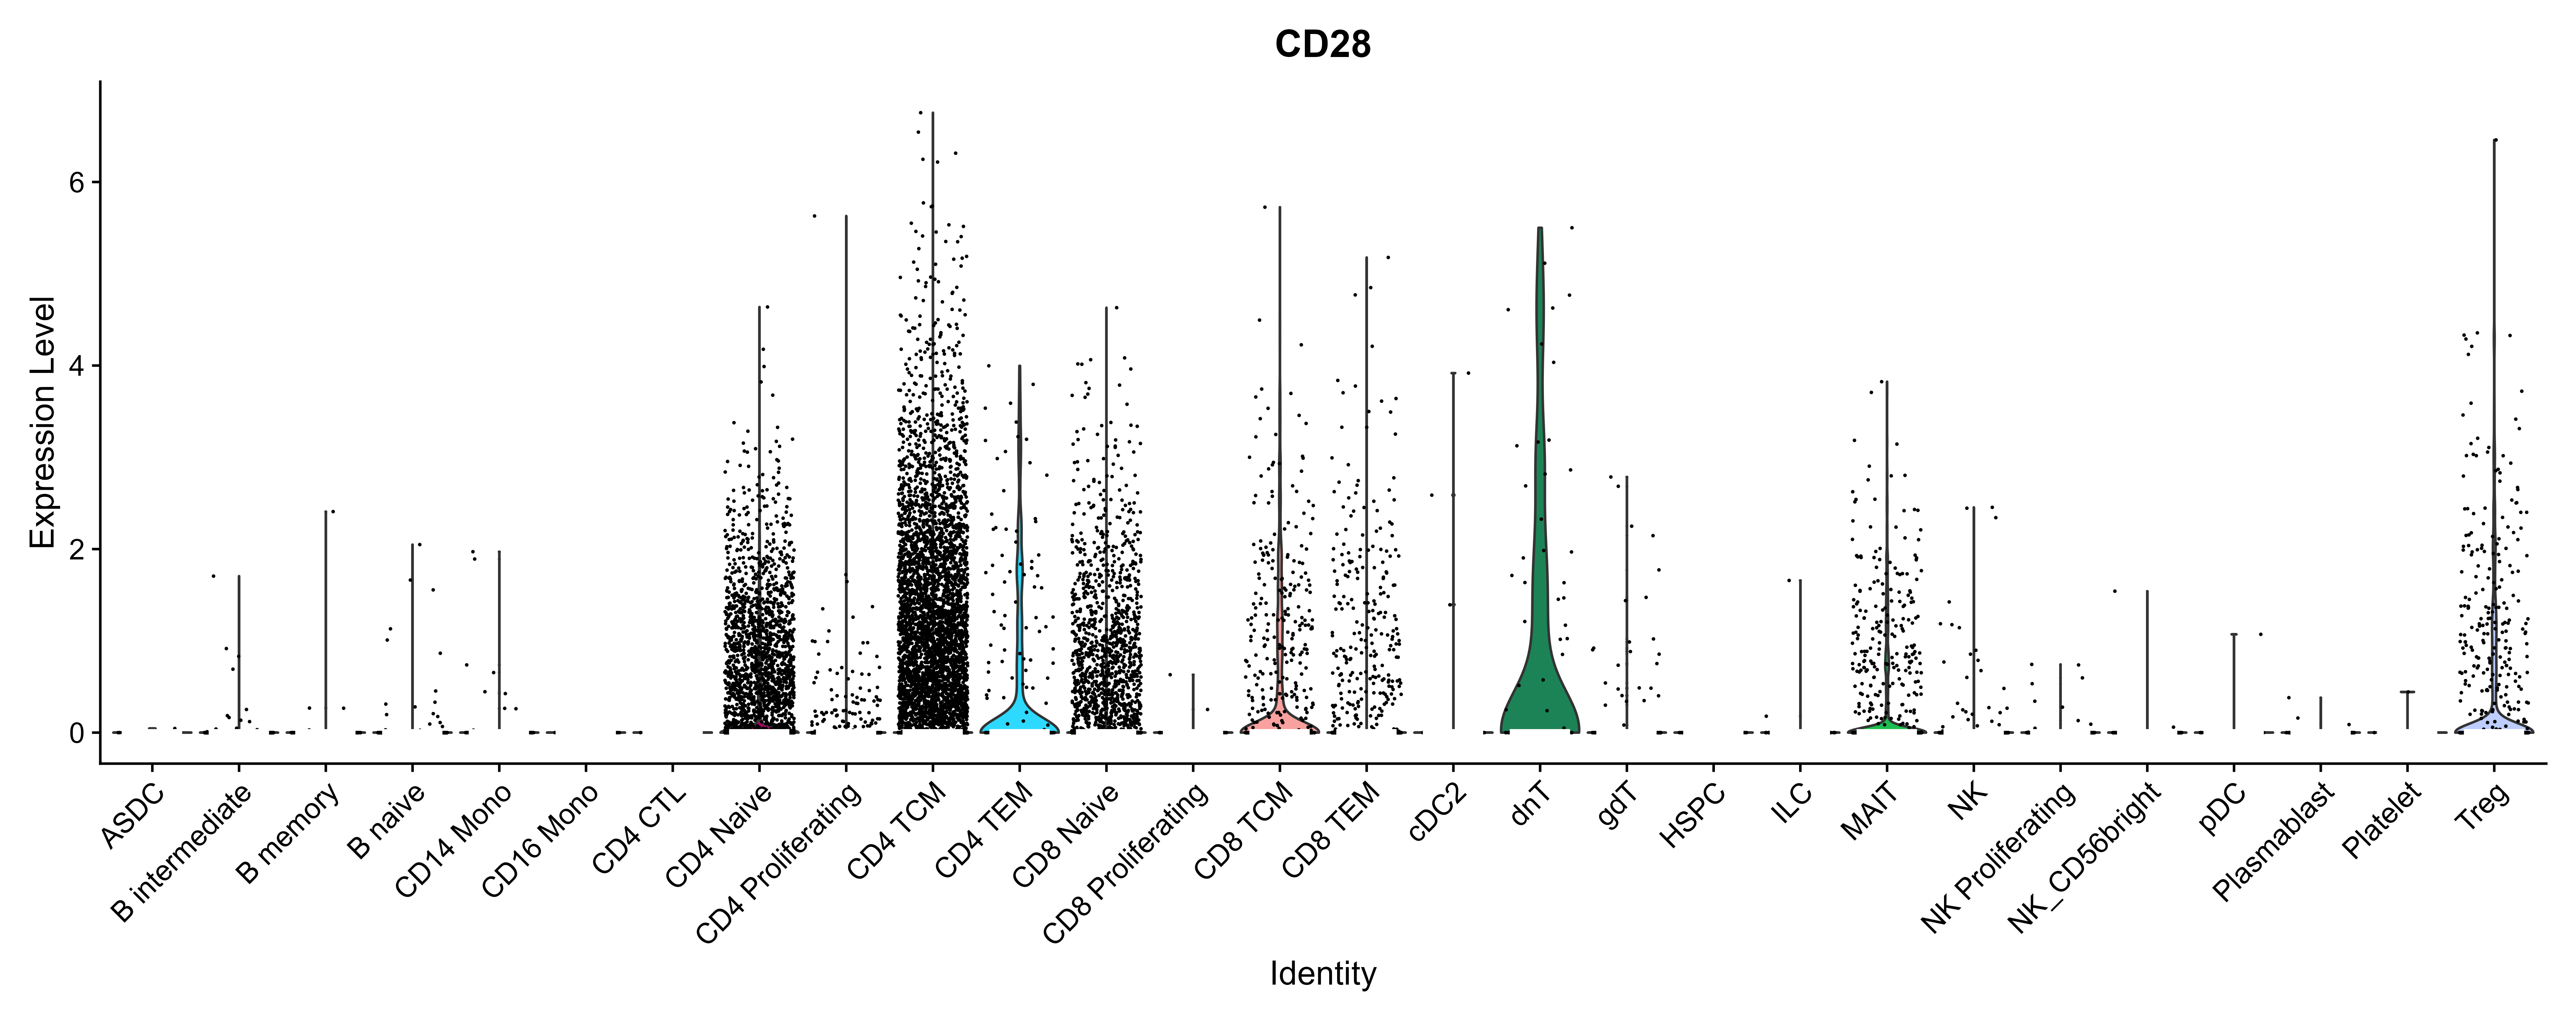 CD28
Expression Level
6
4
2
0
ASDC
B intermediate
B memory
B naive
CD14 Mono
CD16 Mono
CD4 CTL
CD4 Naive
CD4 Proliferating
CD4 TCM
CD4 TEM
CD8 Naive
CD8 Proliferating
CD8 TCM
CD8 TEM
cDC2
dnT
gdT
HSPC
ILC
MAIT
NK
NK Proliferating
NK_CD56bright
pDC
Plasmablast
Platelet
Treg
Identity